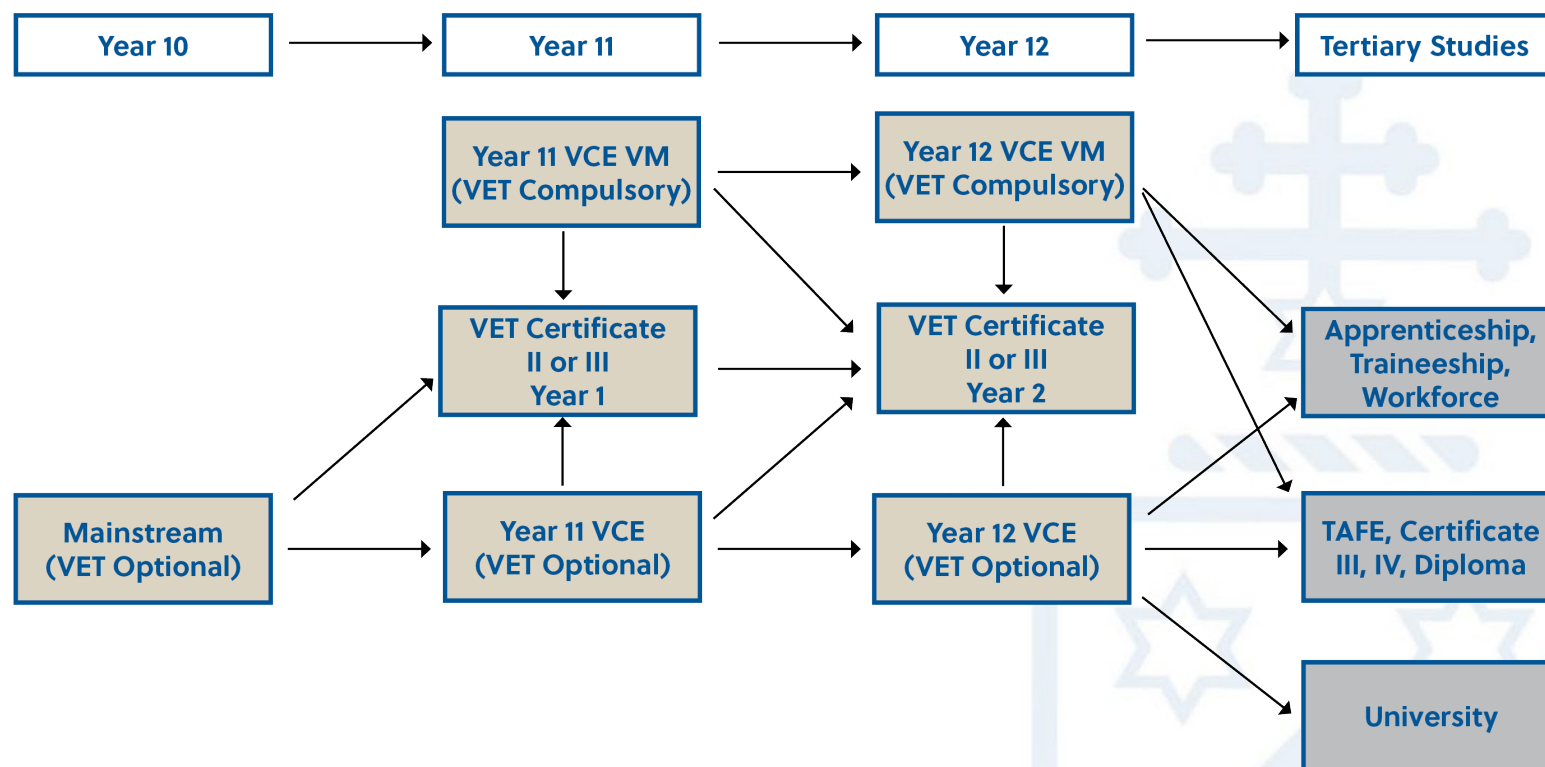 Year 10
Year 11
Year 12
Tertiary Studies
Year 11 VCE VM
(VET Compulsory)
Year 12 VCE VM
(VET Compulsory)
VET Certificate
II or III
Year 1
VET Certificate
II or III
Year 2
Apprenticeship,
Traineeship,
Workforce
Mainstream
(VET Optional)
Year 11 VCE
(VET Optional)
Year 12 VCE
(VET Optional)
TAFE, Certificate
III, IV, Diploma
University